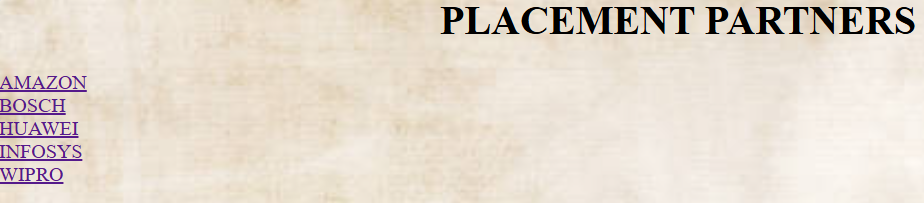 PLACEMENT PARTNERS
AMAZON
BOSCH
HUAWEI
INFOSYS
WIPRO